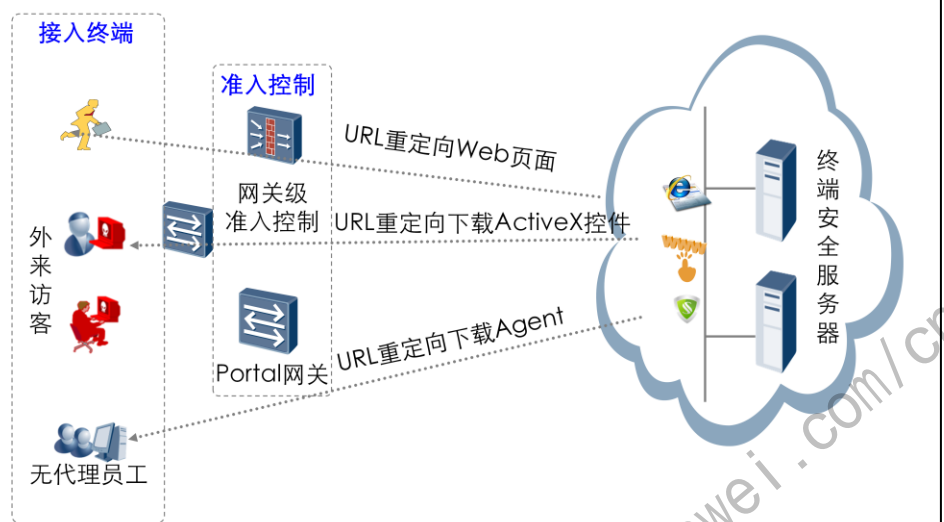 接入终端
准入控制
URL重定向Web页面
网关级
准入控制
URL重定向下载ActiveX控件
外来访客
终端安全服务器
Portal网关
URL重定向下载Agent
无代理员工
wei.com/c